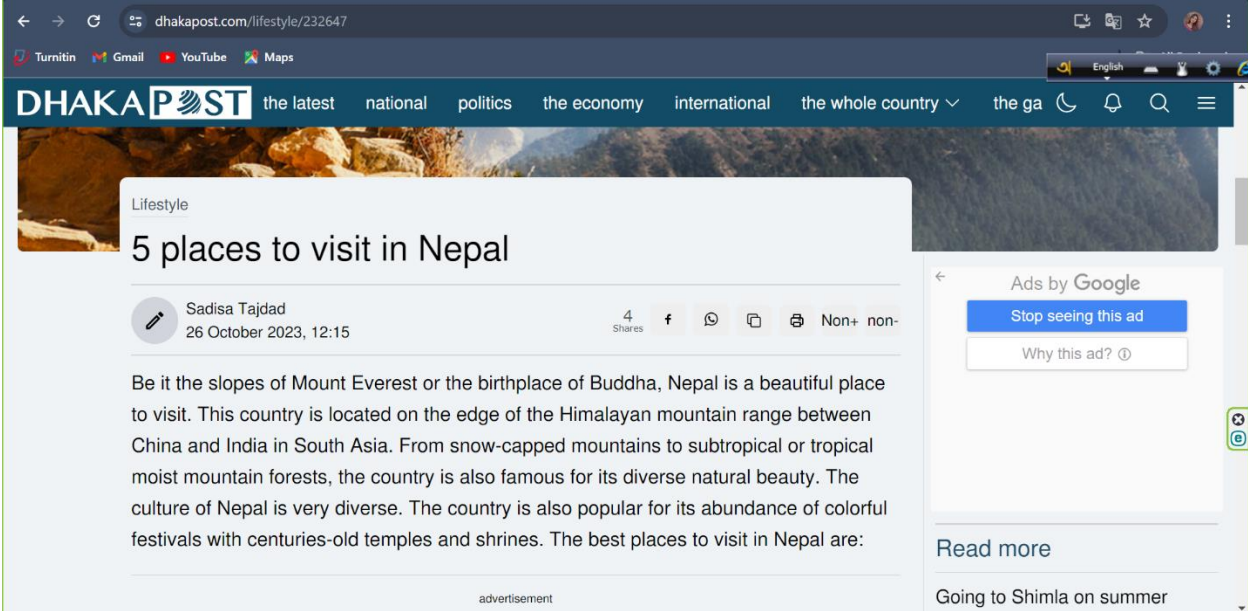 dhakapost.com/lifestyle/232647
Turnitin Gmail YouTube Maps
অ English
DHAKA POST the latest national politics the economy international the whole country the ga
Lifestyle
5 places to visit in Nepal
Sadisa Tajdad
26 October 2023, 12:15
4
Shares
Non+ non-
Be it the slopes of Mount Everest or the birthplace of Buddha, Nepal is a beautiful place
to visit. This country is located on the edge of the Himalayan mountain range between
China and India in South Asia. From snow-capped mountains to subtropical or tropical
moist mountain forests, the country is also famous for its diverse natural beauty. The
culture of Nepal is very diverse. The country is also popular for its abundance of colorful
festivals with centuries-old temples and shrines. The best places to visit in Nepal are:
advertisement
Ads by Google
Stop seeing this ad
Why this ad?
Read more
Going to Shimla on summer